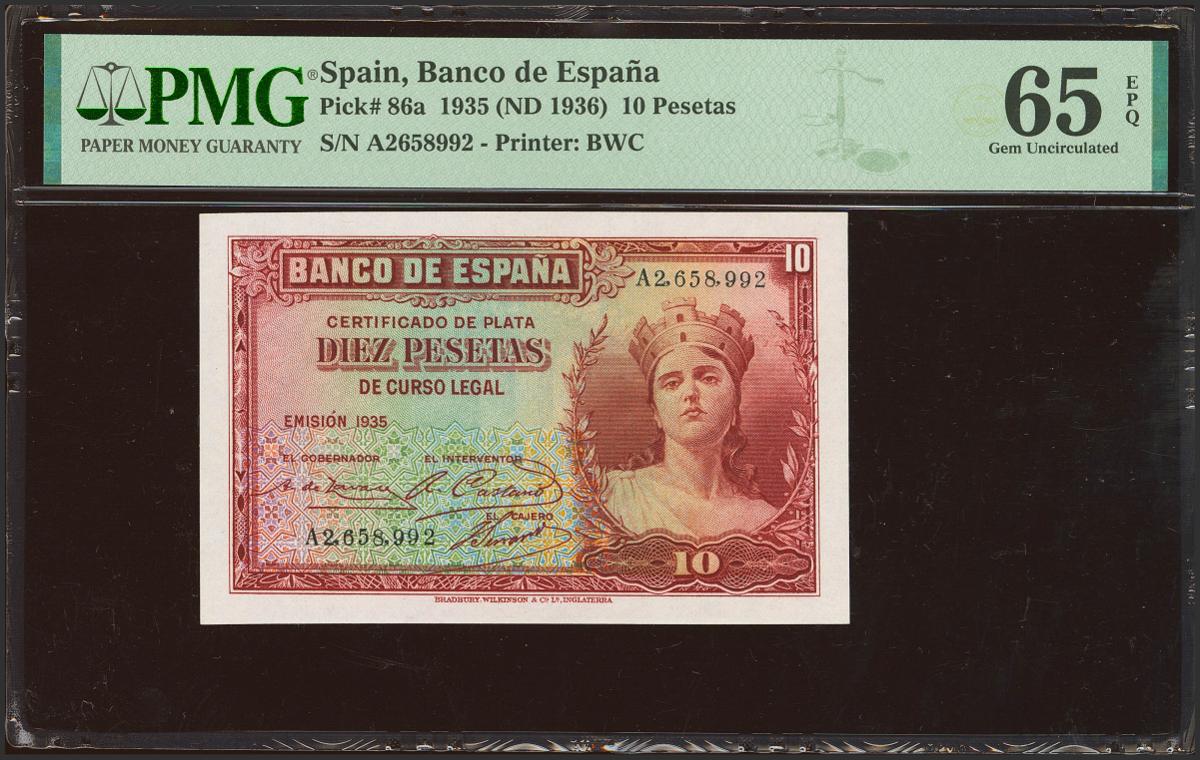 PMG®
PAPER MONEY GUARANTY
Spain, Banco de España
Pick# 86a 1935 (ND 1936) 10 Pesetas
S/N A2658992 - Printer: BWC
65 EPQ
Gem Uncirculated
BANCO DE ESPAÑA
A2,658,992
10
CERTIFICADO DE PLATA
DIEZ PESETAS
DE CURSO LEGAL
EMISIÓN 1935
EL GOBERNADOR EL INTERVENTOR
EL CAJERO
A2,658,992
10
BRADBURY, WILKINSON & Cº Lº, INGLATERRA